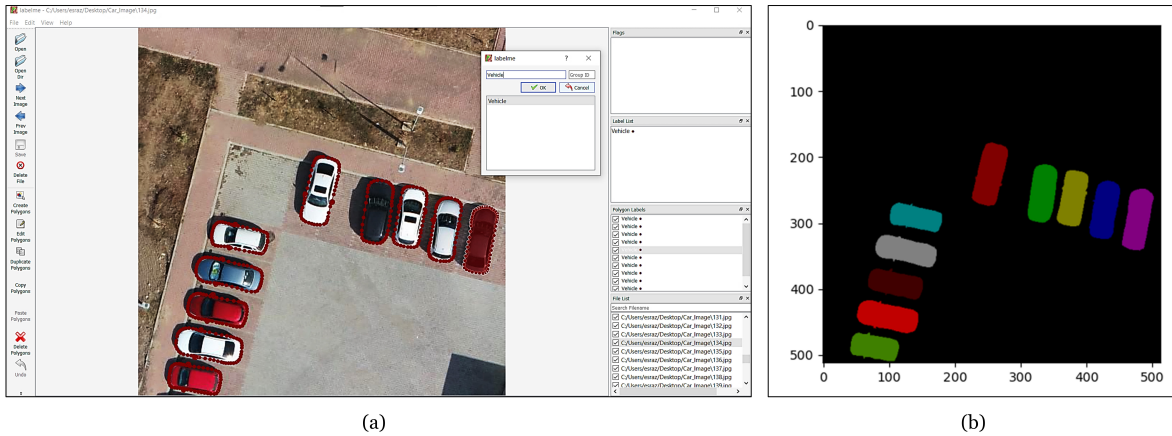 labelme - C:/Users/esraz/Desktop/Car_Image\134.jpg
File Edit View Help
Open
Open
Dir
Next
Image
Prev
Image
Save
Delete
File
Create
Polygons
Edit
Polygons
Duplicate
Polygons
Copy
Polygons
Paste
Polygons
Delete
Polygons
Undo
labelme
Vehicle
Group ID
OK
Cancel
Vehicle
Flags
Label List
Vehicle
Polygon Labels
Vehicle
Vehicle
Vehicle
Vehicle
Vehicle
Vehicle
Vehicle
Vehicle
Vehicle
File List
Search Filename
C:/Users/esraz/Desktop/Car_Image\131.jpg
C:/Users/esraz/Desktop/Car_Image\132.jpg
C:/Users/esraz/Desktop/Car_Image\133.jpg
C:/Users/esraz/Desktop/Car_Image\134.jpg
C:/Users/esraz/Desktop/Car_Image\135.jpg
C:/Users/esraz/Desktop/Car_Image\136.jpg
C:/Users/esraz/Desktop/Car_Image\137.jpg
C:/Users/esraz/Desktop/Car_Image\138.jpg
C:/Users/esraz/Desktop/Car_Image\139.jpg
(a)
0
100
200
300
400
500
0 100 200 300 400 500
(b)